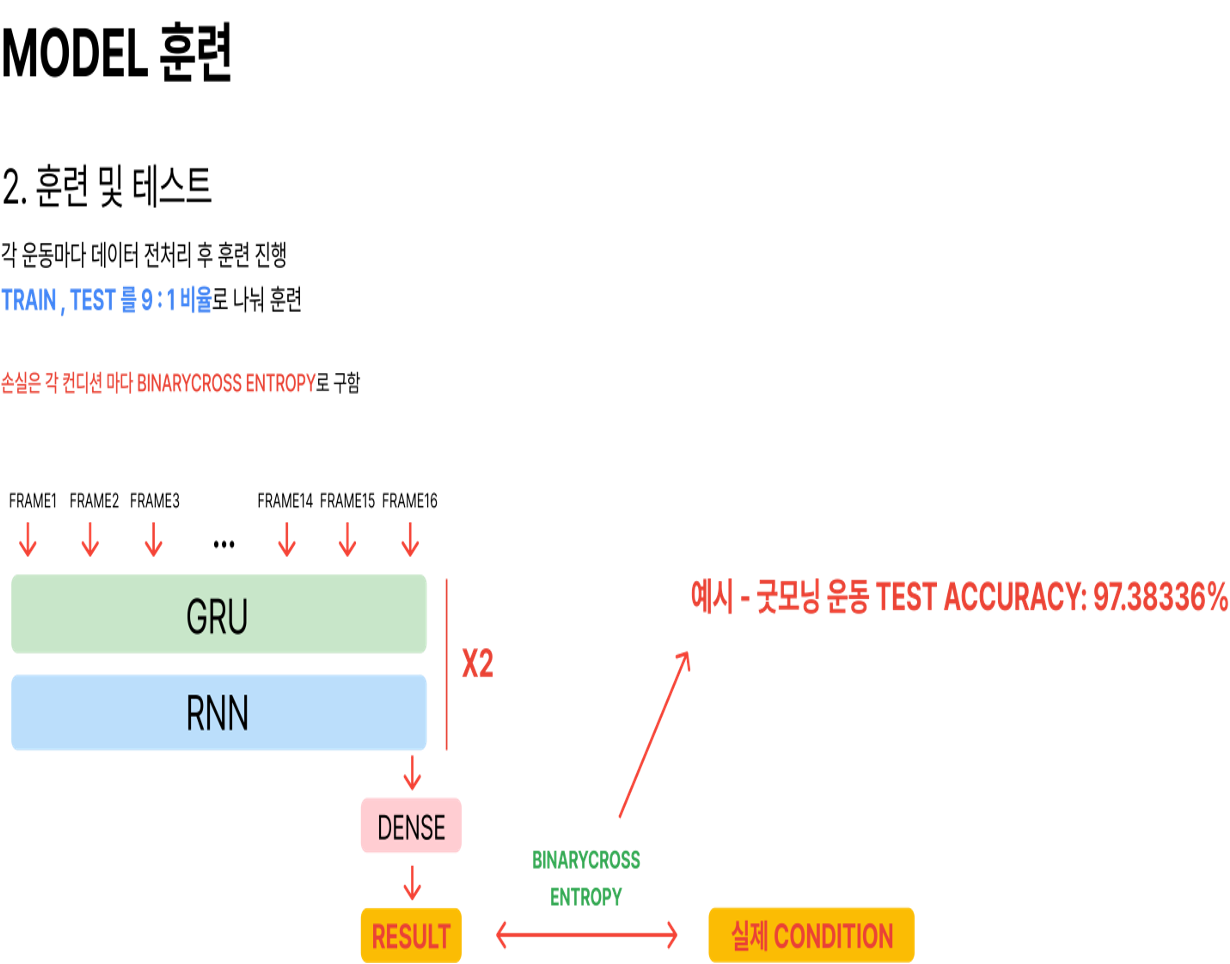 MODEL 훈련
2. 훈련 및 테스트
각 운동마다 데이터 전처리 후 훈련 진행
TRAIN , TEST 를 9 : 1 비율로 나눠 훈련
손실은 각 컨디션 마다 BINARYCROSS ENTROPY로 구함
FRAME1 FRAME2 FRAME3 ... FRAME14 FRAME15 FRAME16
GRU
RNN
X2
DENSE
RESULT
BINARYCROSS
ENTROPY
실제 CONDITION
예시 - 굿모닝 운동 TEST ACCURACY: 97.38336%